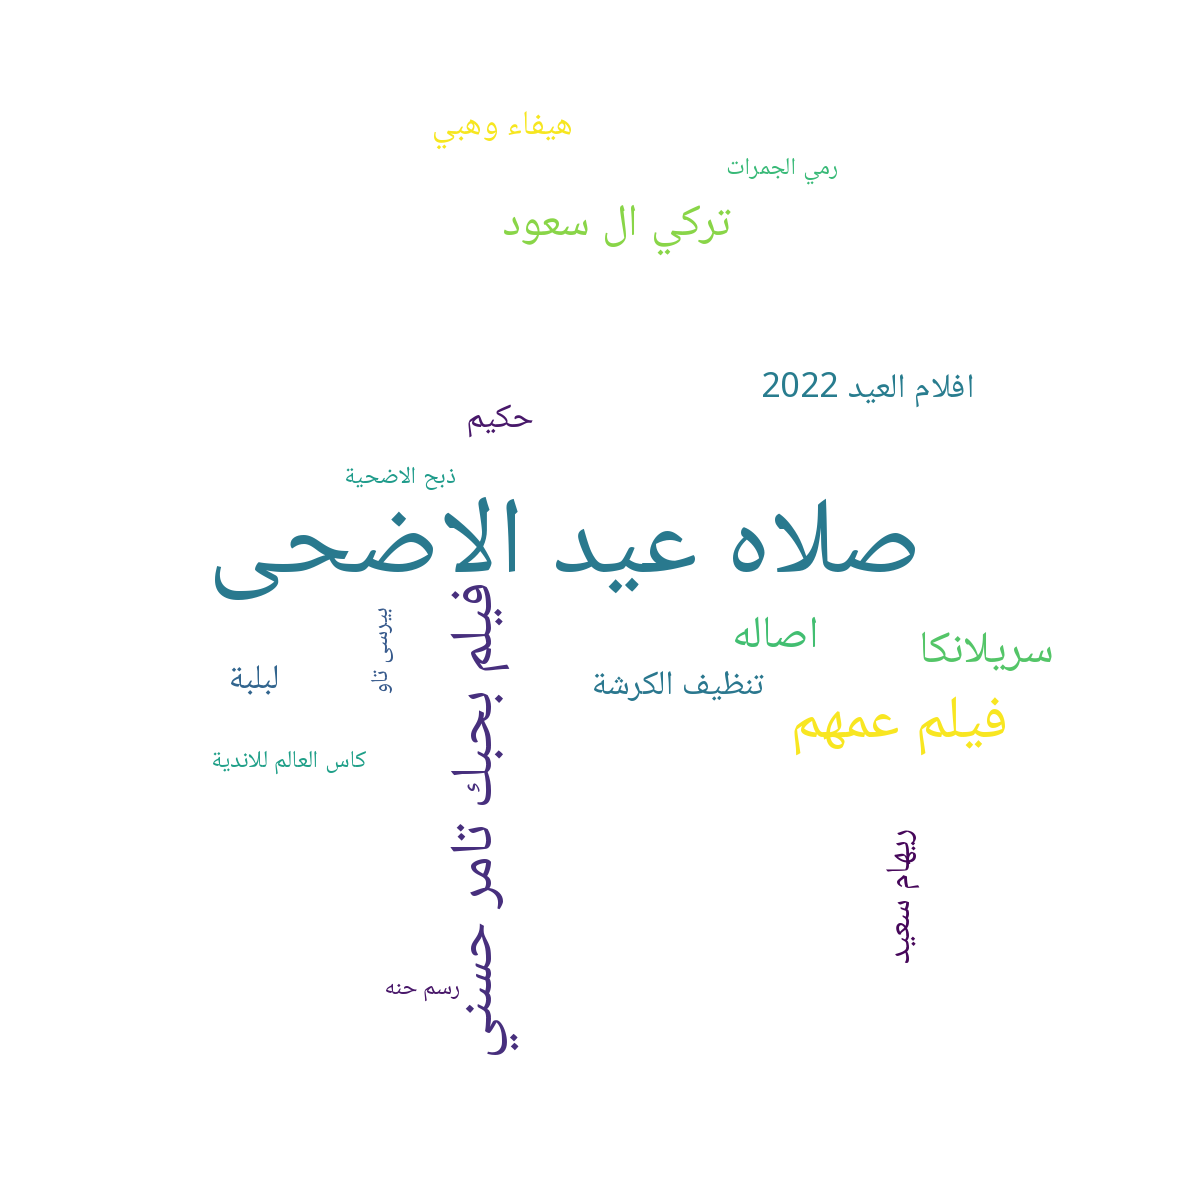 هيفاء وهبي
رمي الجمرات
تركي ال سعود
افلام العيد 2022
حكيم
ذبح الاضحية
صلاه عيد الاضحى
فيلم بحبك تامر حسني
بيرسى تاو
اصاله
سريلانكا
لبلبة
تنظيف الكرشة
فيلم عمهم
كاس العالم للاندية
ريهام سعيد
رسم حنه